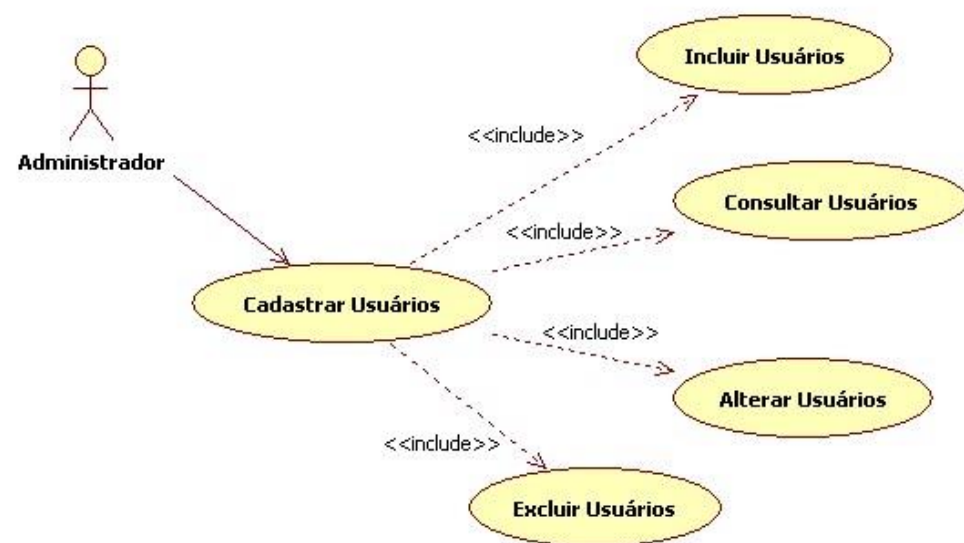 Incluir Usuários
<<include>>
Administrador
Consultar Usuários
<<include>>
Cadastrar Usuários
<<include>>
Alterar Usuários
<<include>>
Excluir Usuários